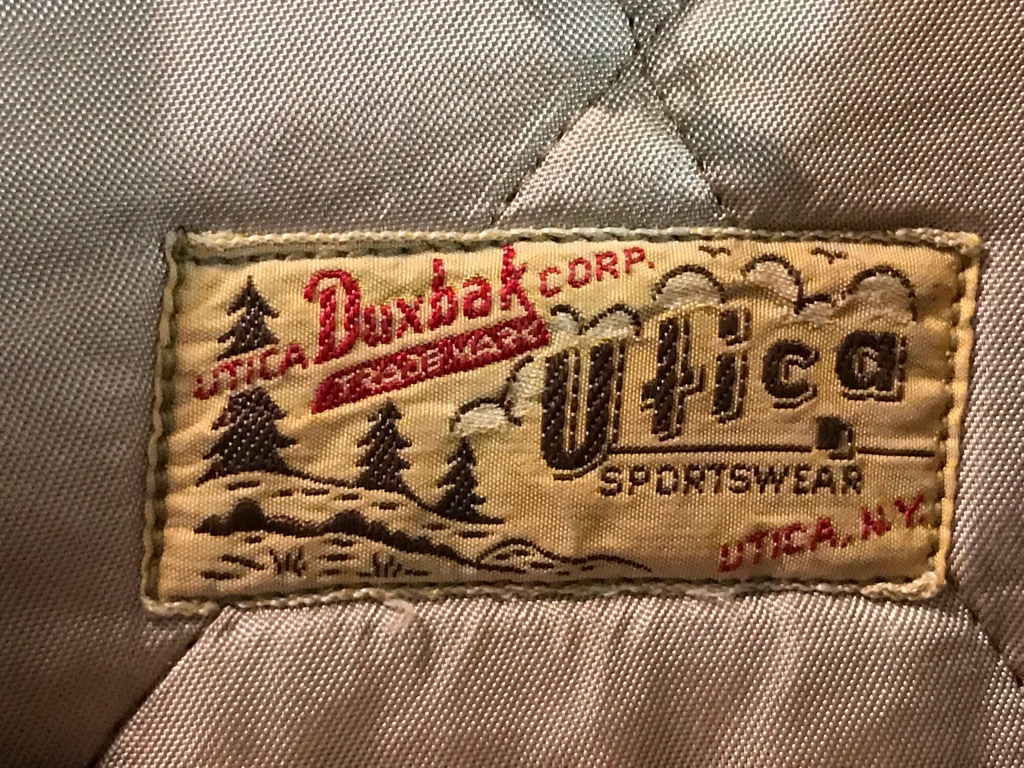 UTICA Duxbak CORP.
TRADEMARK
Utica
SPORTSWEAR
UTICA, N.Y.